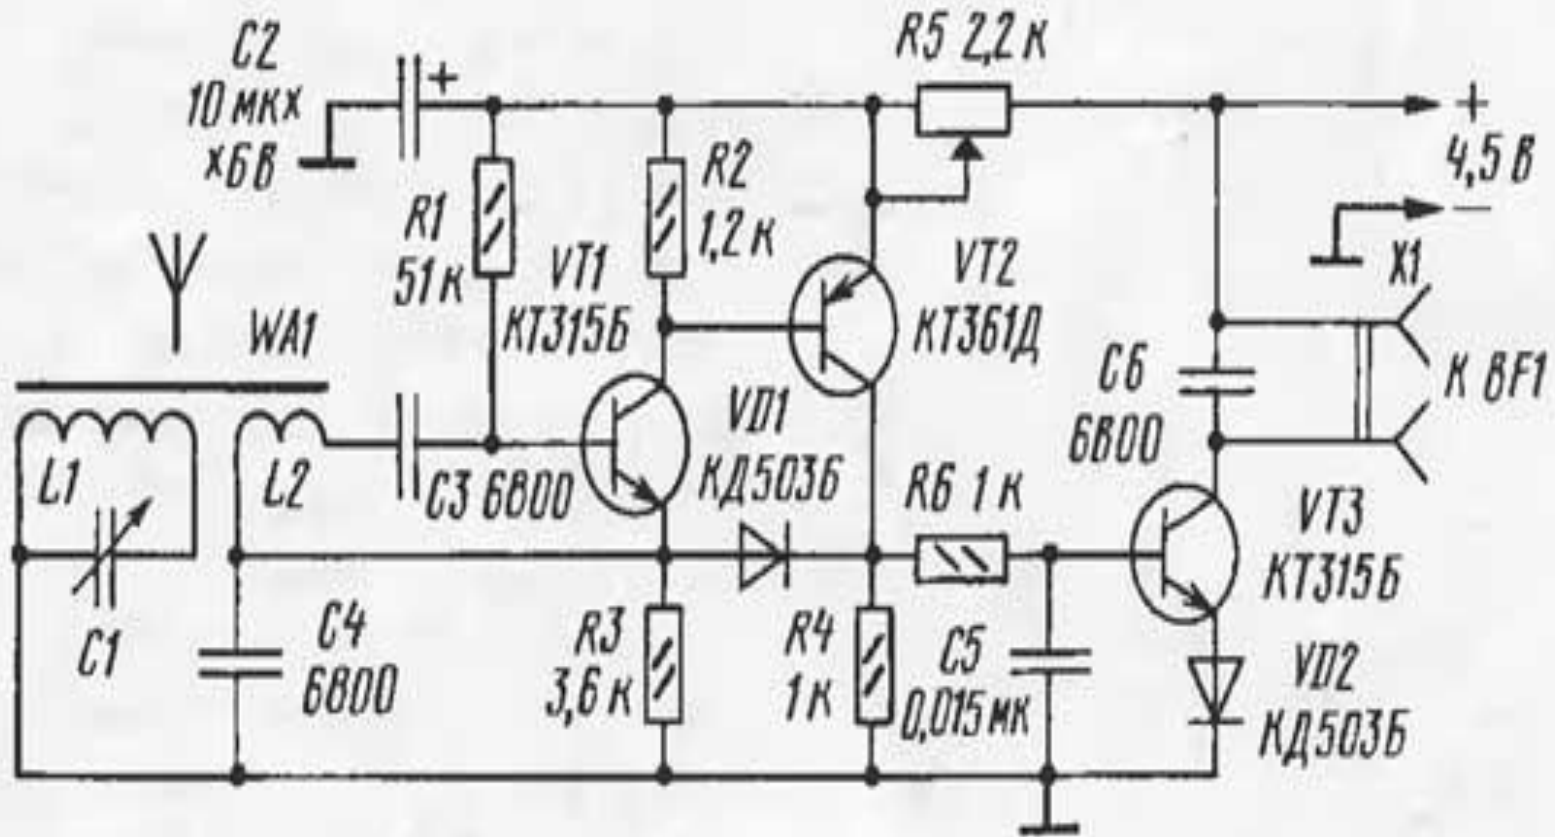 C2
10 мкх
х6В
R5 2,2 к
+
+
4,5 В
−
R1
51 к
R2
1,2 к
VT1
КТ315Б
VT2
КТ361Д
X1
WA1
C6
6800
К BF1
L1
L2
C3 6800
VD1
КД503Б
R6 1 к
VT3
КТ315Б
C1
C4
6800
R3
3,6 к
R4
1 к
C5
0,015 мк
VD2
КД503Б